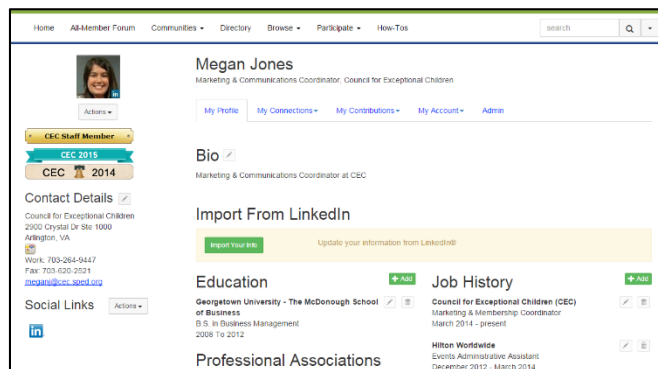 Home All-Member Forum Communities Directory Browse Participate How-Tos search
in
Actions
CEC Staff Member
CEC 2015
CEC 2014
Contact Details
Council for Exceptional Children
2900 Crystal Dr Ste 1000
Arlington, VA
Work: 703-264-9447
Fax: 703-620-2521
meganj@cec.sped.org
Social Links Actions
in
Megan Jones
Marketing & Communications Coordinator, Council for Exceptional Children
My Profile My Connections My Contributions My Account Admin
Bio
Marketing & Communications Coordinator at CEC
Import From LinkedIn
Import Your Info Update your information from LinkedIn®
Education + Add
Georgetown University - The McDonough School
of Business
B.S. in Business Management
2008 To 2012
Professional Associations
Job History + Add
Council for Exceptional Children (CEC)
Marketing & Membership Coordinator
March 2014 - present
Hilton Worldwide
Events Administrative Assistant
December 2012 - March 2014